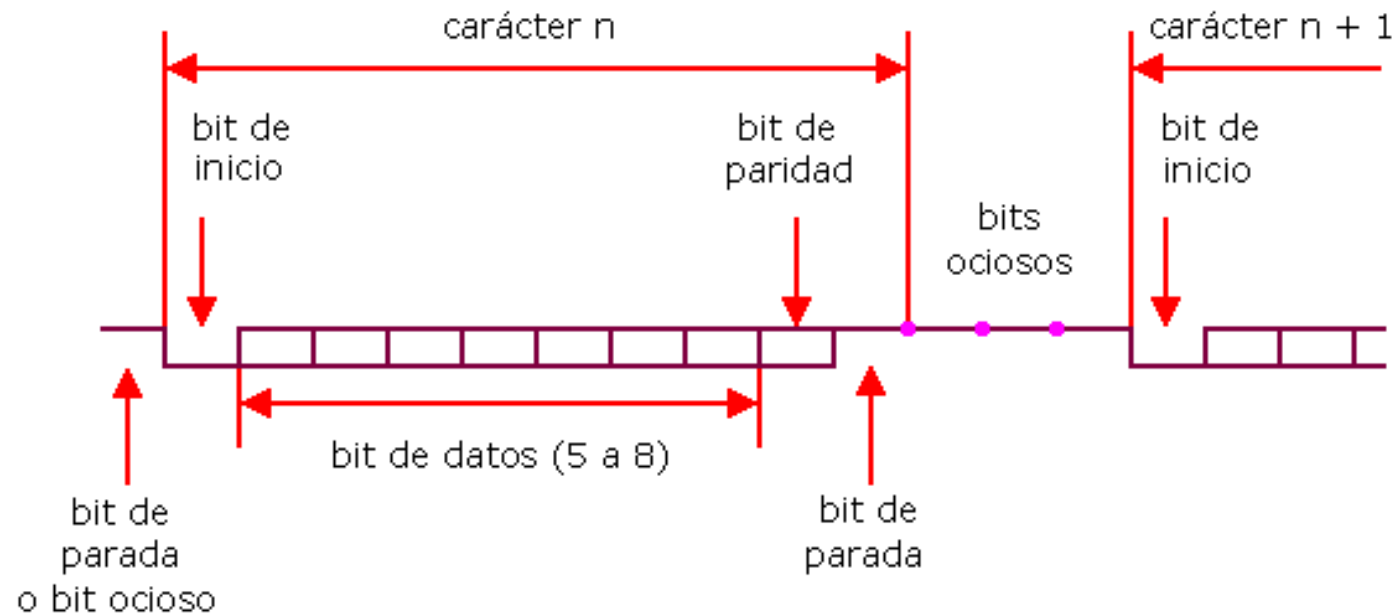 carácter n
carácter n + 1
bit de
inicio
bit de
paridad
bit de
inicio
bits
ociosos
bit de datos (5 a 8)
bit de
parada
o bit ocioso
bit de
parada